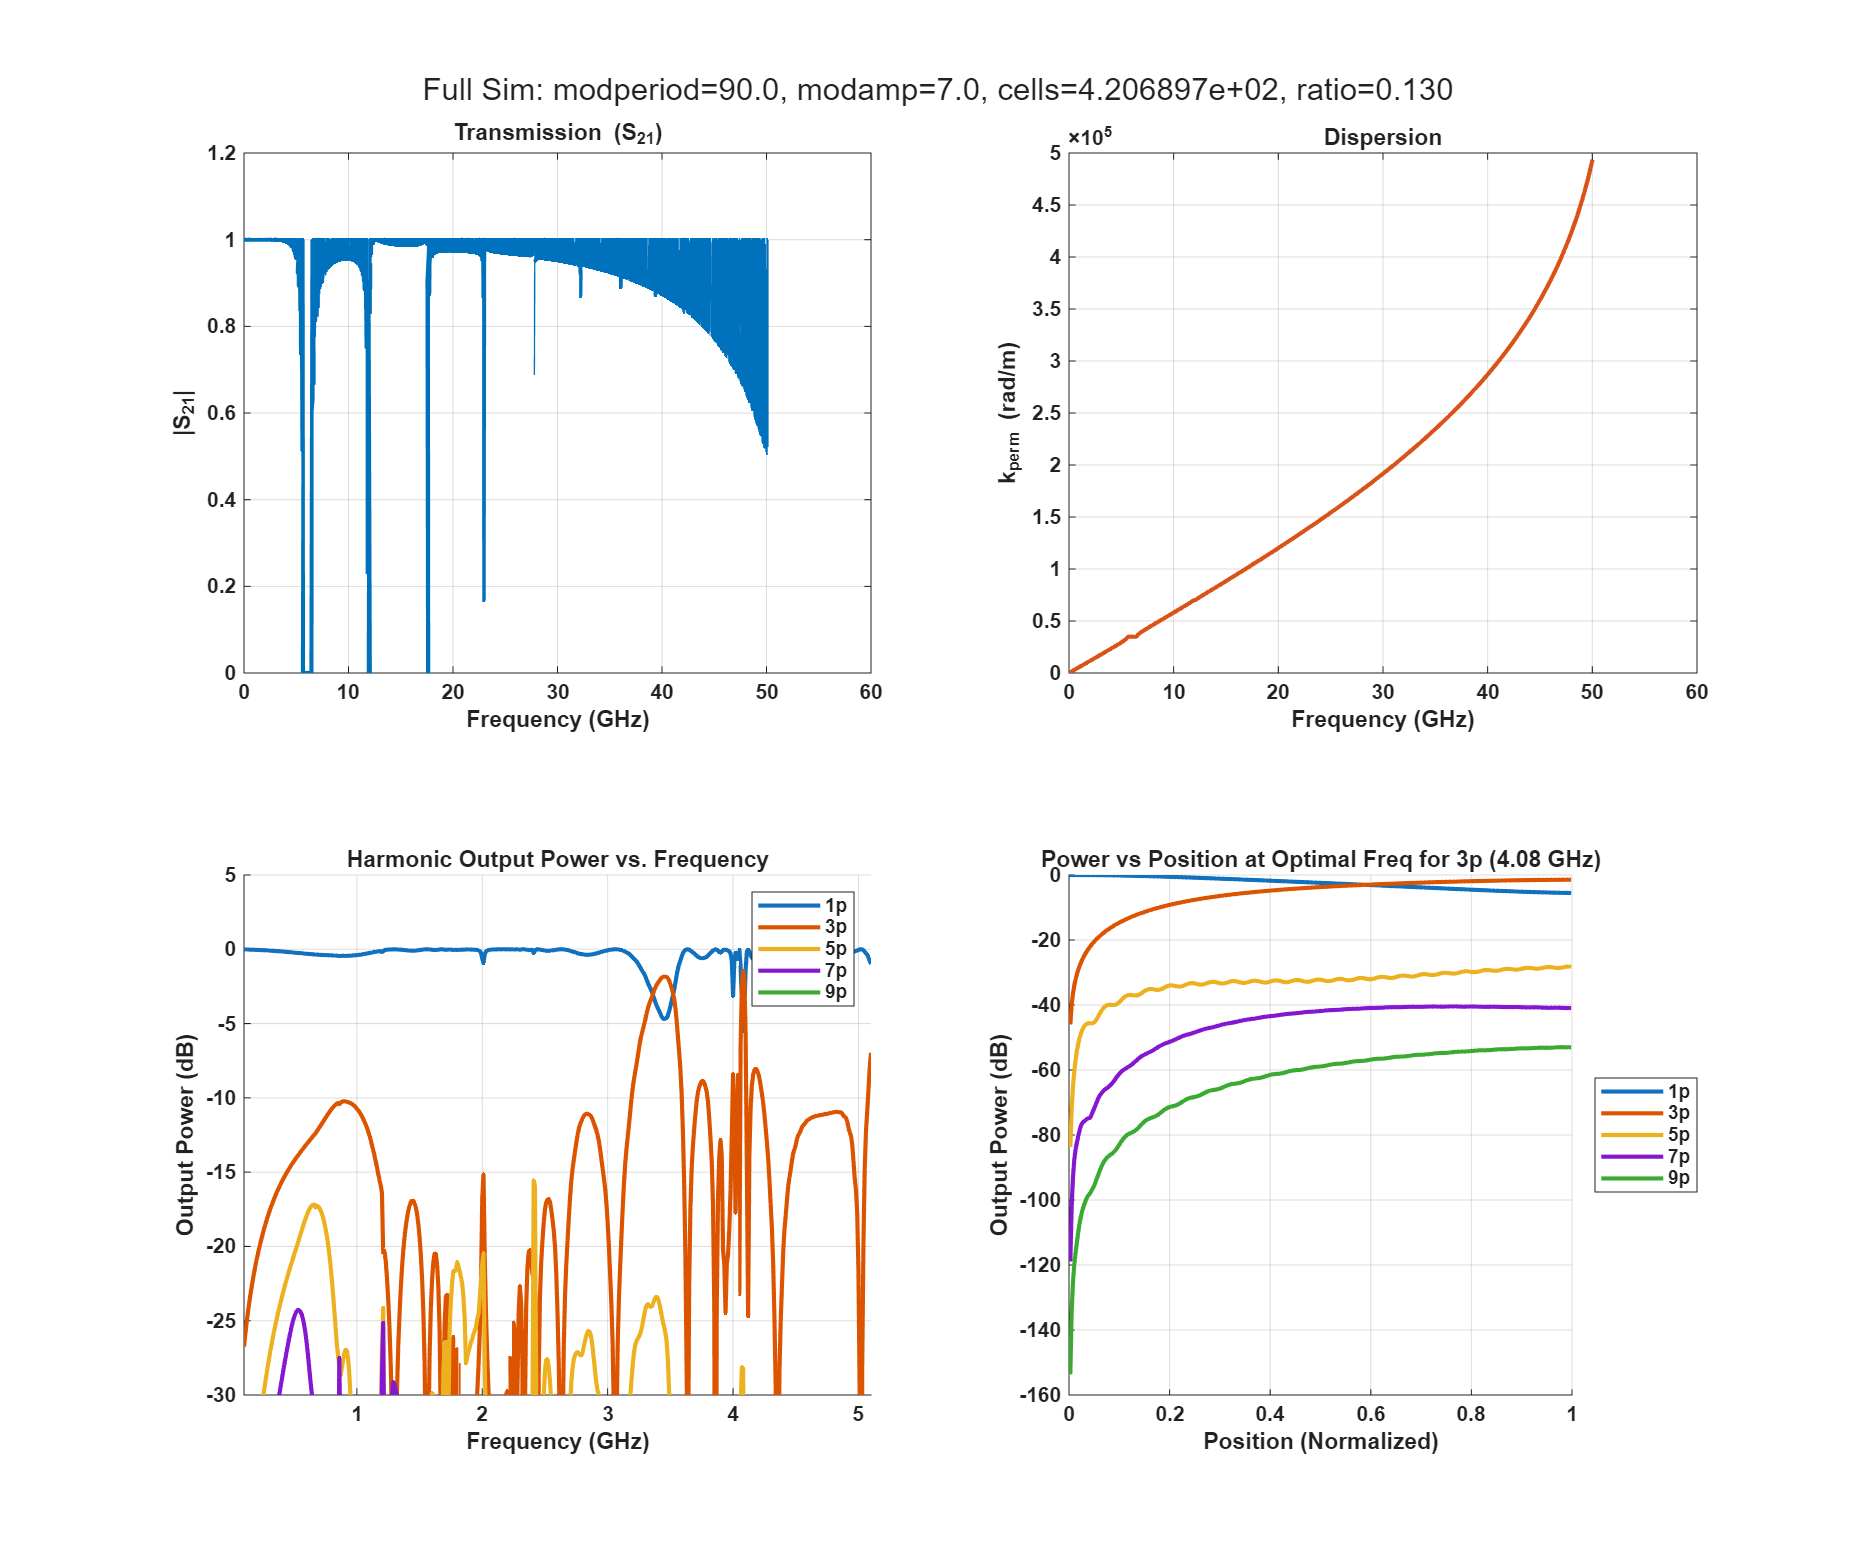 Full Sim: modperiod=90.0, modamp=7.0, cells=4.206897e+02, ratio=0.130
Transmission (S21)
1.2
1
0.8
0.6
0.4
0.2
0
|S21|
0 10 20 30 40 50 60
Frequency (GHz)
Dispersion
×10^5
5
4.5
4
3.5
3
2.5
2
1.5
1
0.5
0
kperm (rad/m)
0 10 20 30 40 50 60
Frequency (GHz)
Harmonic Output Power vs. Frequency
5
0
-5
-10
-15
-20
-25
-30
Output Power (dB)
1p
3p
5p
7p
9p
1 2 3 4 5
Frequency (GHz)
Power vs Position at Optimal Freq for 3p (4.08 GHz)
0
-20
-40
-60
-80
-100
-120
-140
-160
Output Power (dB)
0 0.2 0.4 0.6 0.8 1
Position (Normalized)
1p
3p
5p
7p
9p